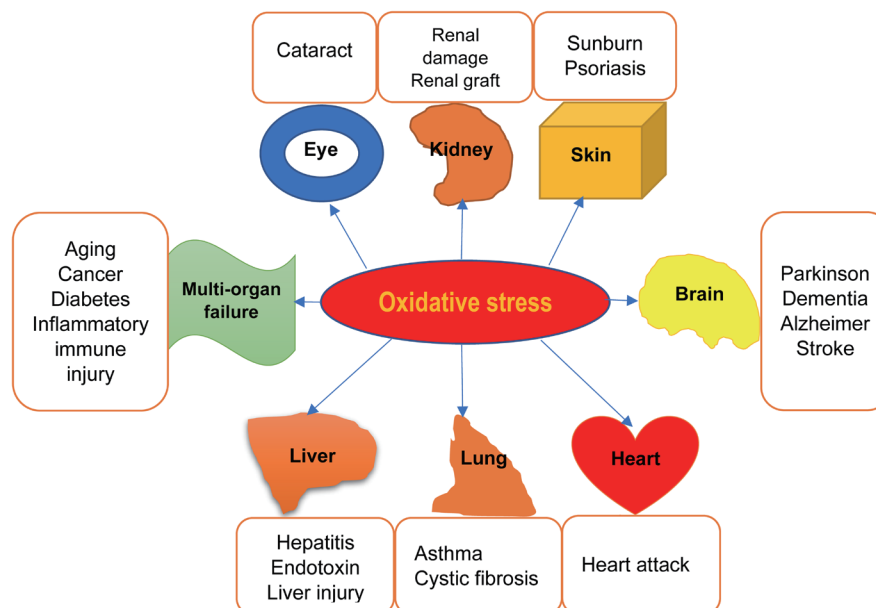 Cataract
Renal
damage
Renal graft
Sunburn
Psoriasis
Eye
Kidney
Skin
Aging
Cancer
Diabetes
Inflammatory
immune
injury
Multi-organ
failure
Oxidative stress
Brain
Parkinson
Dementia
Alzheimer
Stroke
Liver
Lung
Heart
Hepatitis
Endotoxin
Liver injury
Asthma
Cystic fibrosis
Heart attack